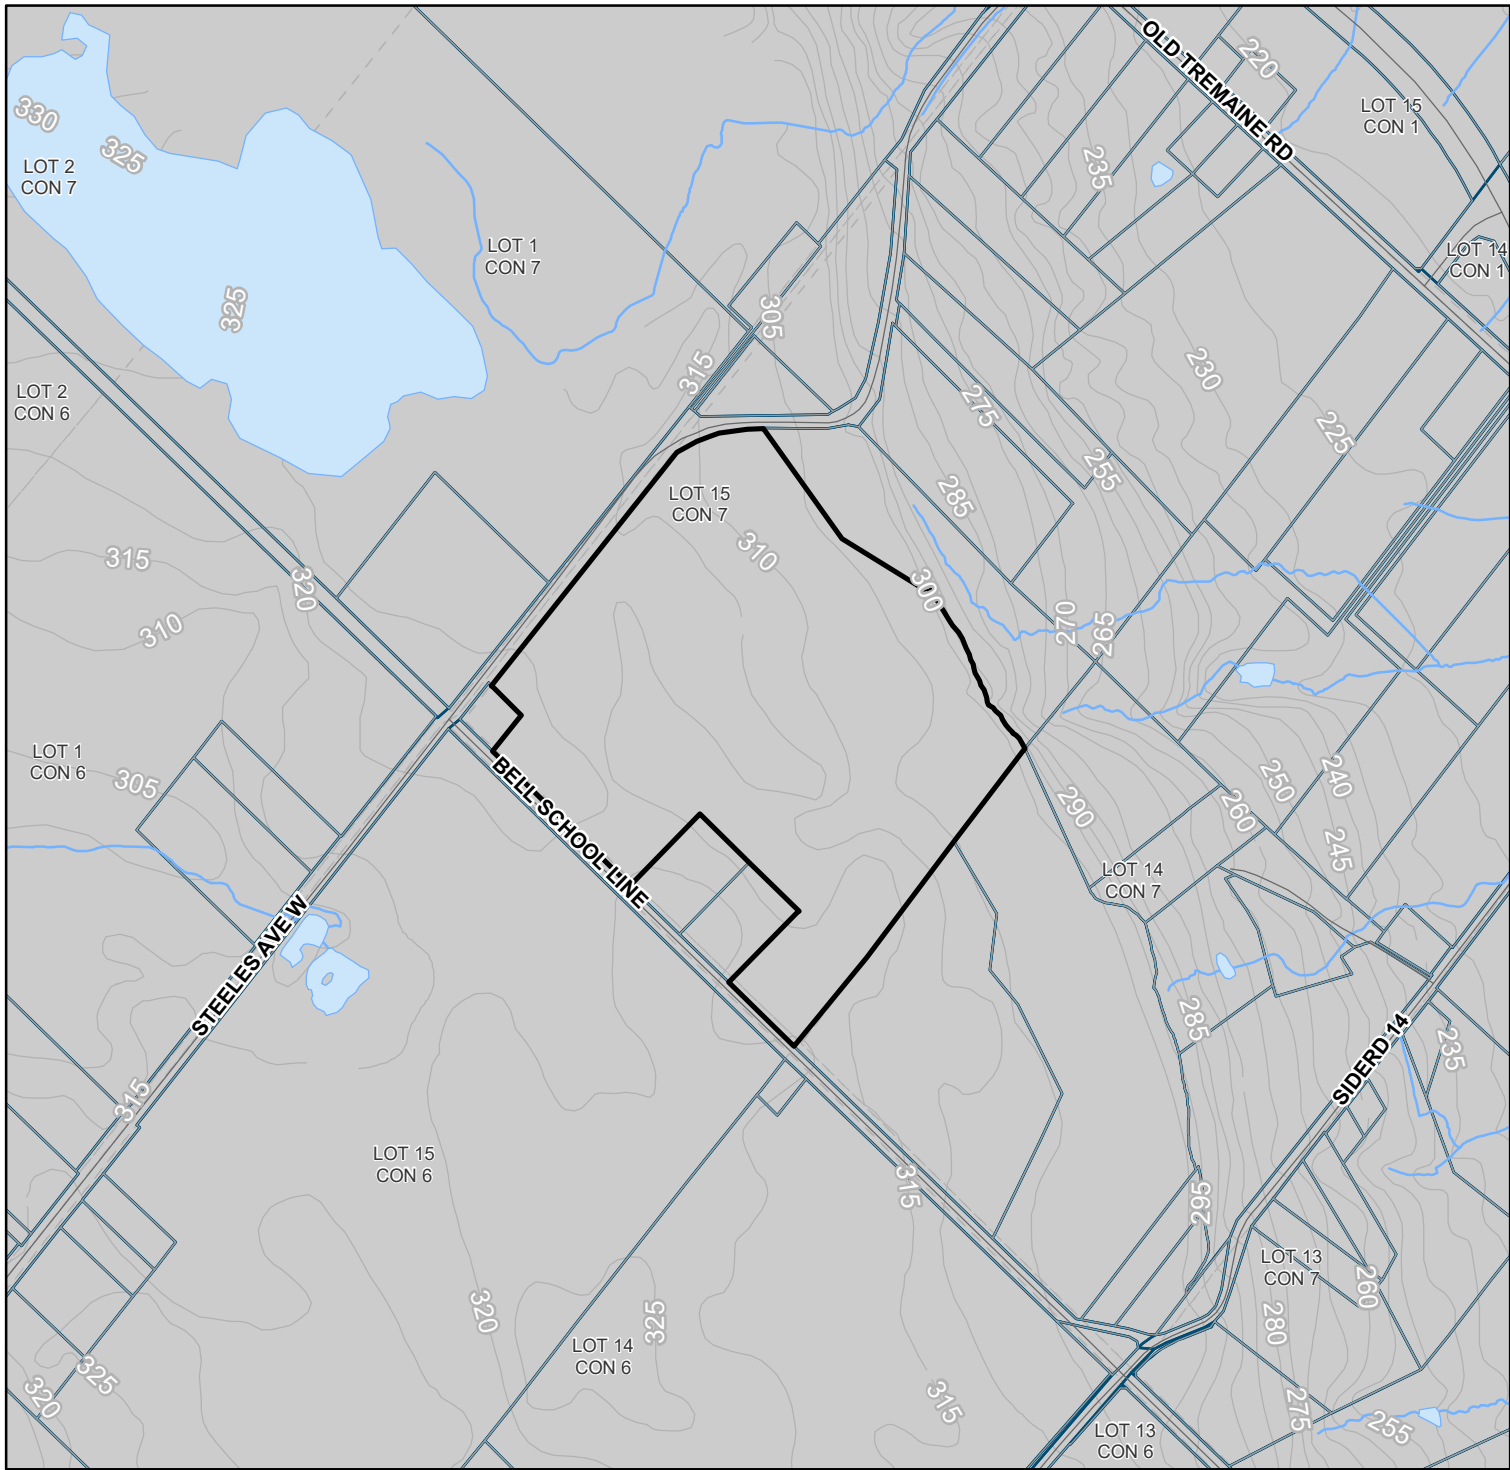 OLD TREMAINE RD
220
LOT 15
CON 1
330
325
LOT 2
CON 7
235
LOT 1
CON 7
LOT 14
CON 1
325
305
315
230
LOT 2
CON 6
275
225
255
285
LOT 15
CON 7
310
315
320
300
310
270
265
LOT 1
CON 6
305
BELL SCHOOL LINE
290
250
240
260
245
LOT 14
CON 7
STEELES AVE W
285
SIDERD 14
235
315
LOT 15
CON 6
315
295
LOT 13
CON 7
260
320
325
280
LOT 14
CON 6
325
320
315
275
255
LOT 13
CON 6